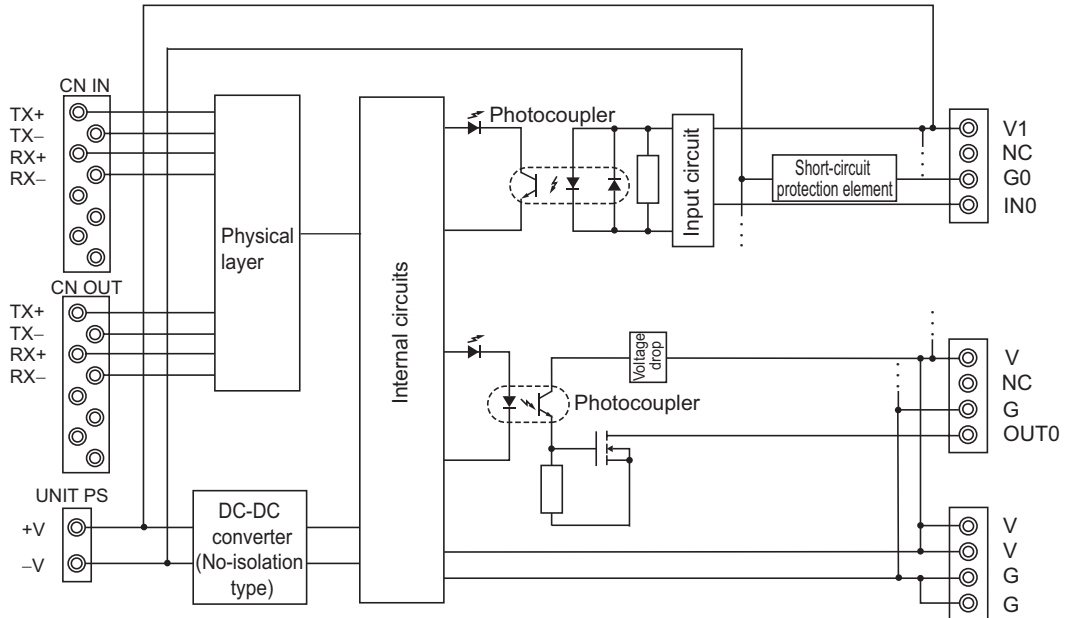 CN IN
TX+
TX−
RX+
RX−
Physical
layer
CN OUT
TX+
TX−
RX+
RX−
UNIT PS
+V
−V
DC-DC
converter
(No-isolation
type)
Internal circuits
Photocoupler
Input circuit
Short-circuit
protection element
V1
NC
G0
IN0
Voltage
drop
Photocoupler
V
NC
G
OUT0
V
V
G
G